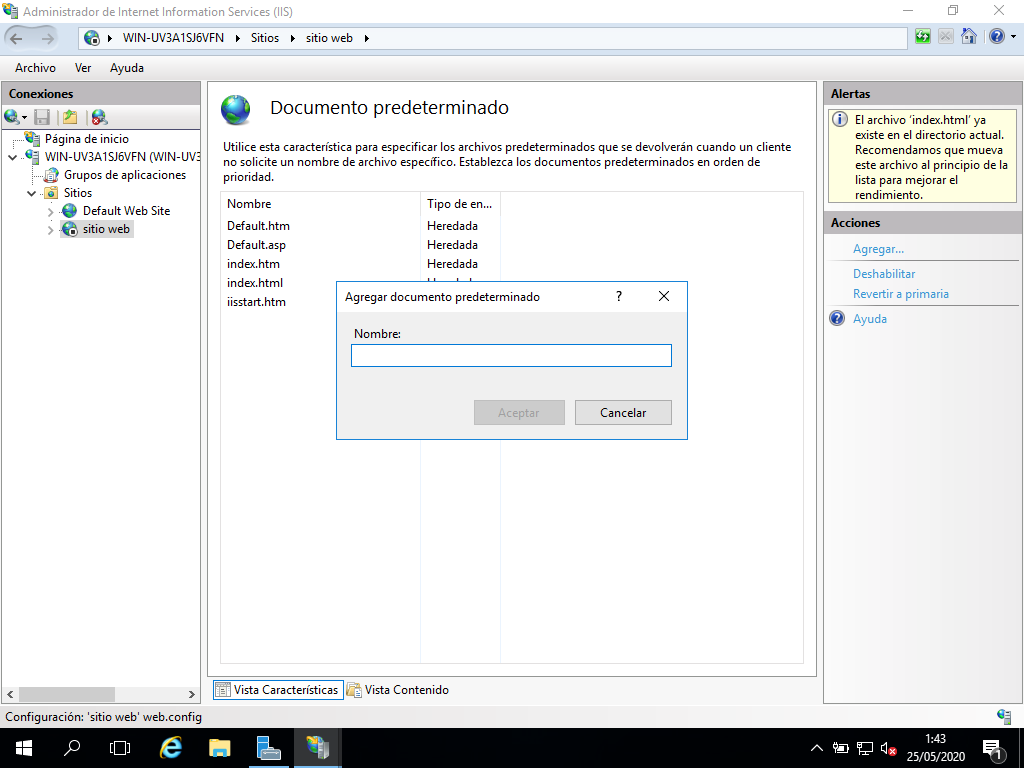 Administrador de Internet Information Services (IIS)
WIN-UV3A1SJ6VFN
Sitios
sitio web
Archivo
Ver
Ayuda
Conexiones
Página de inicio
WIN-UV3A1SJ6VFN (WIN-UV3
Grupos de aplicaciones
Sitios
Default Web Site
sitio web
Documento predeterminado
Utilice esta característica para especificar los archivos predeterminados que se devolverán cuando un cliente
no solicite un nombre de archivo específico. Establezca los documentos predeterminados en orden de
prioridad.
Nombre
Tipo de en...
Default.htm
Heredada
Default.asp
Heredada
index.htm
Heredada
index.html
iisstart.htm
Agregar documento predeterminado
?
Nombre:
Aceptar
Cancelar
Vista Características
Vista Contenido
Alertas
El archivo 'index.html' ya
existe en el directorio actual.
Recomendamos que mueva
este archivo al principio de la
lista para mejorar el
rendimiento.
Acciones
Agregar...
Deshabilitar
Revertir a primaria
Ayuda
Configuración: 'sitio web' web.config
1:43
25/05/2020
1